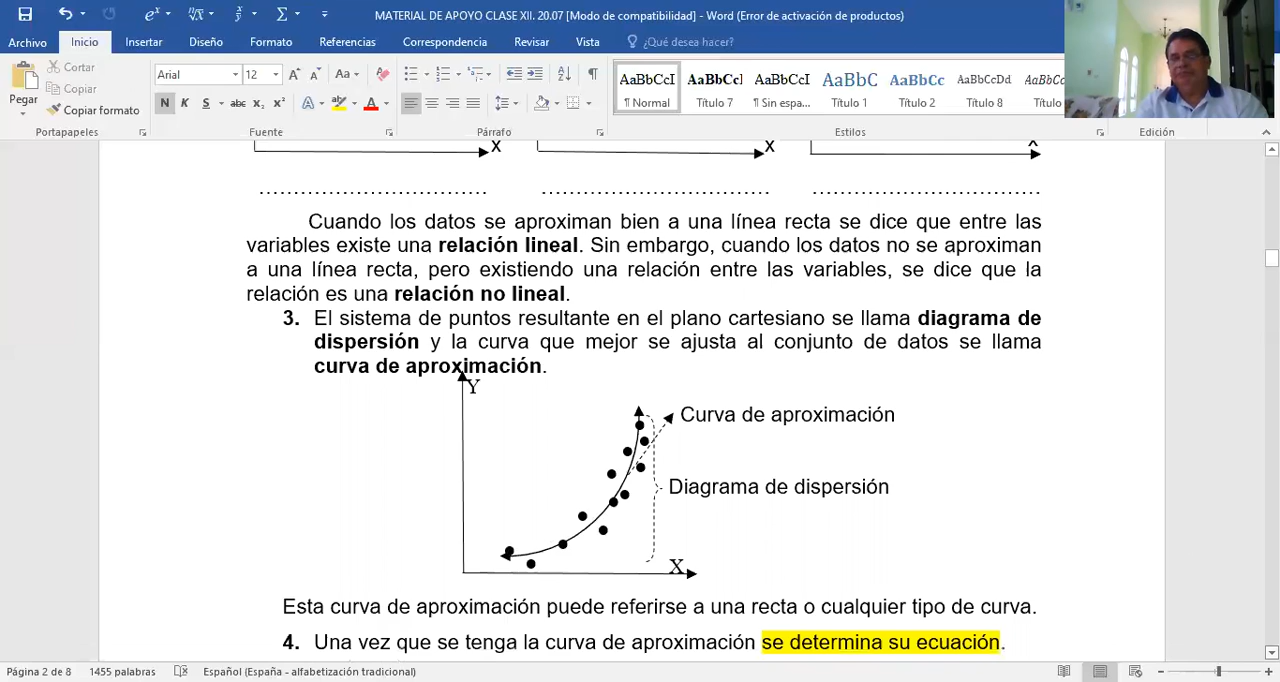 MATERIAL DE APOYO CLASE XII. 20.07 [Modo de compatibilidad] - Word (Error de activación de productos)
Archivo Inicio Insertar Diseño Formato Referencias Correspondencia Revisar Vista ¿Qué desea hacer?
Pegar
Cortar
Copiar
Copiar formato
Portapapeles
Arial 12
N K S abc x₂ x²
Fuente
Párrafo
AaBbCcI AaBbCcl AaBbCcI AaBbC AaBbCc AaBbCcDd
¶ Normal Título 7 ¶ Sin espa... Título 1 Título 2 Título 8
Estilos
Edición
X X X
Cuando los datos se aproximan bien a una línea recta se dice que entre las
variables existe una relación lineal. Sin embargo, cuando los datos no se aproximan
a una línea recta, pero existiendo una relación entre las variables, se dice que la
relación es una relación no lineal.
3. El sistema de puntos resultante en el plano cartesiano se llama diagrama de
dispersión y la curva que mejor se ajusta al conjunto de datos se llama
curva de aproximación.
Y
Curva de aproximación
Diagrama de dispersión
X
Esta curva de aproximación puede referirse a una recta o cualquier tipo de curva.
4. Una vez que se tenga la curva de aproximación se determina su ecuación.
Página 2 de 8 1455 palabras Español (España - alfabetización tradicional)